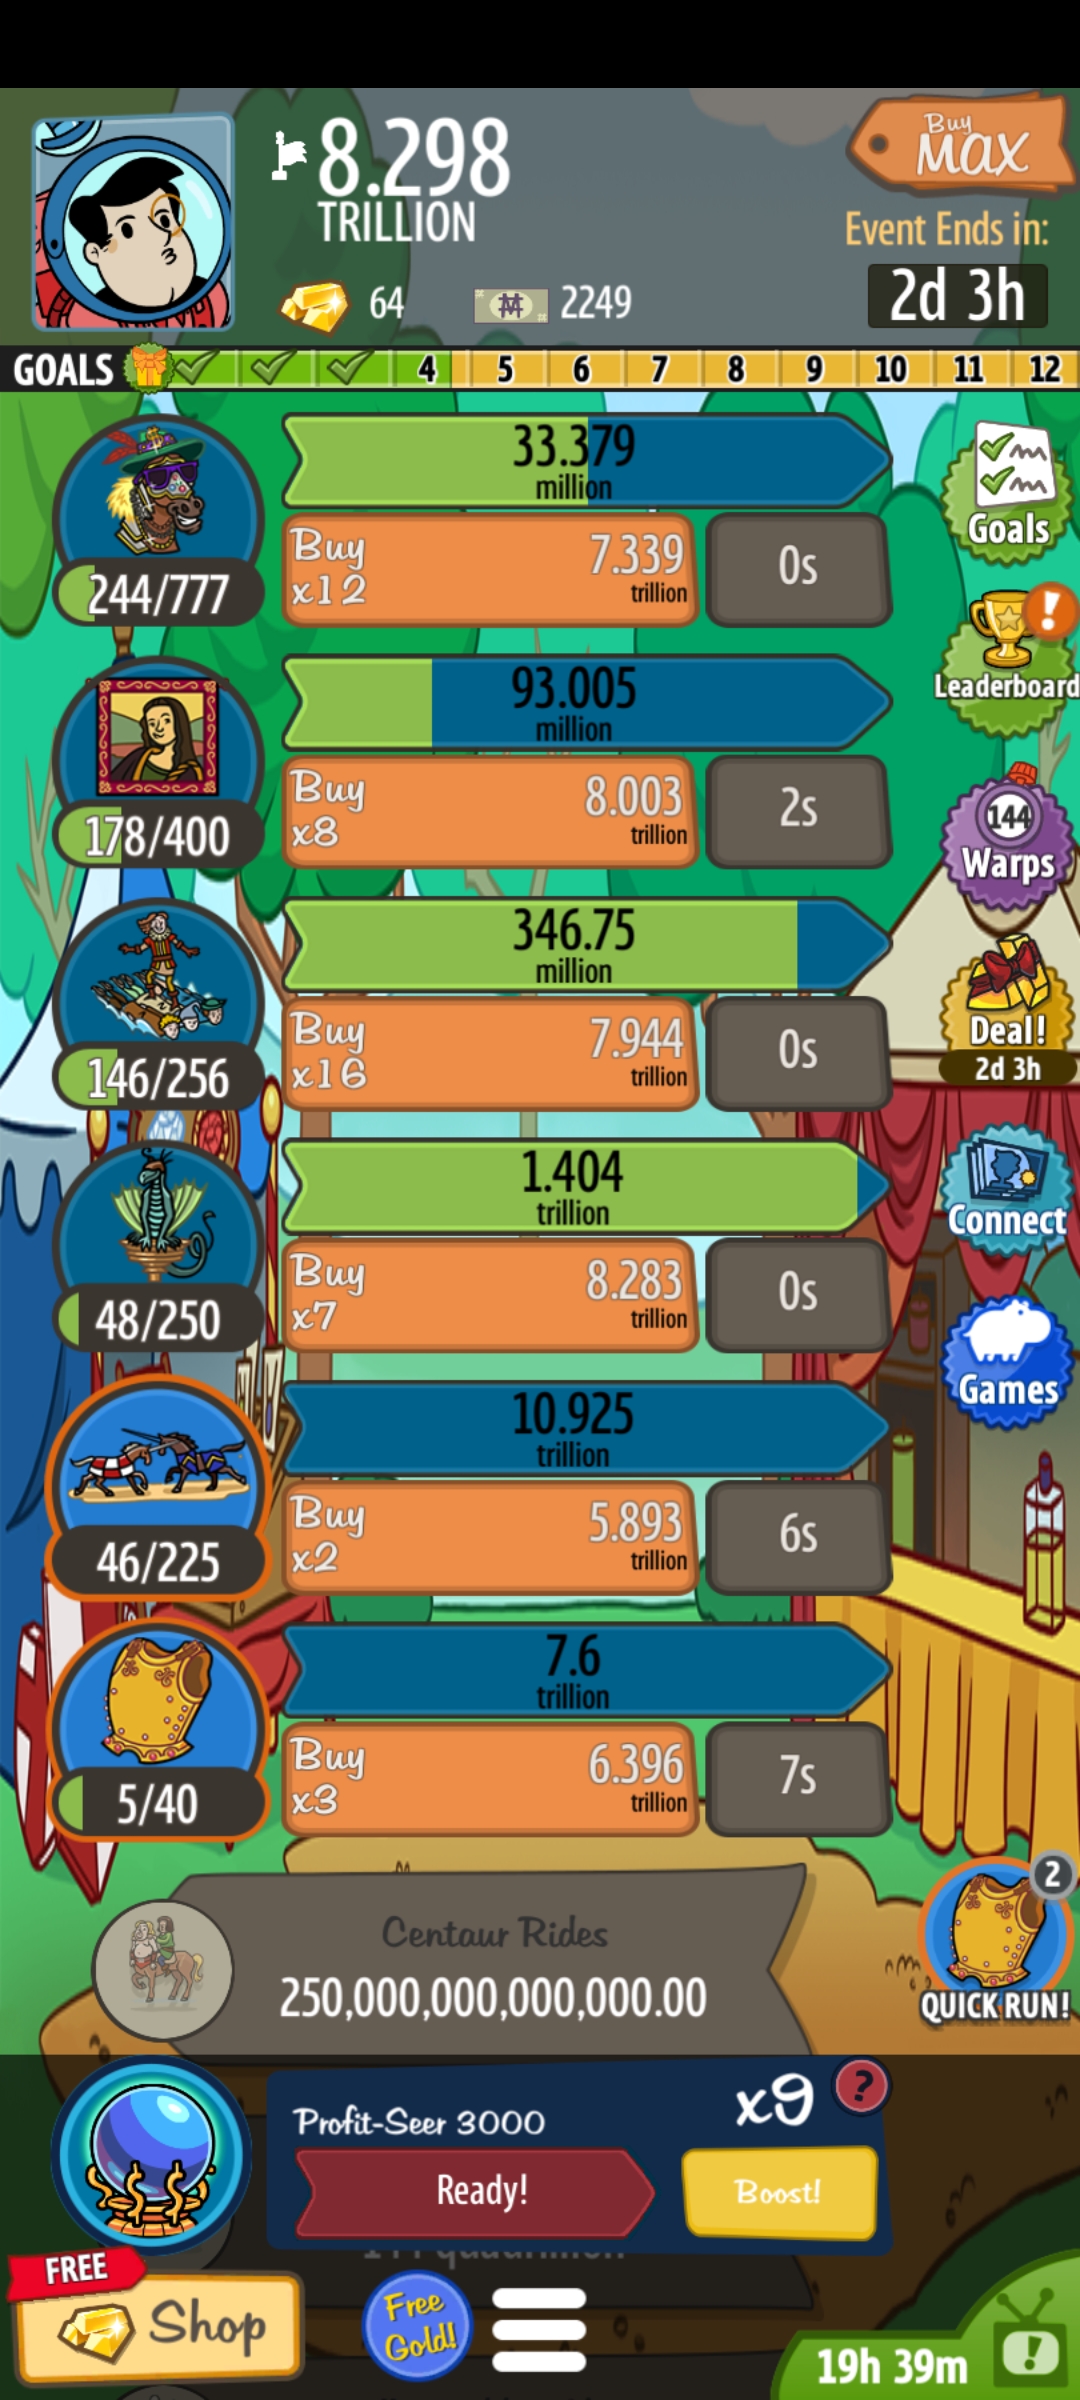 8.298
TRILLION
64
2249
Buy
MAX
Event Ends in:
2d 3h
GOALS 4 5 6 7 8 9 10 11 12
33.379
million
Buy
x12
7.339
trillion
0s
244/777
Goals
!
Leaderboard
93.005
million
Buy
x8
8.003
trillion
2s
178/400
144
Warps
346.75
million
Buy
x16
7.944
trillion
0s
146/256
Deal!
2d 3h
1.404
trillion
Buy
x7
8.283
trillion
0s
48/250
Connect
Games
10.925
trillion
Buy
x2
5.893
trillion
6s
46/225
7.6
trillion
Buy
x3
6.396
trillion
7s
5/40
Centaur Rides
250,000,000,000,000.00
2
QUICK RUN!
Profit-Seer 3000
x9
?
Ready!
Boost!
FREE
Shop
Free
Gold!
19h 39m
!